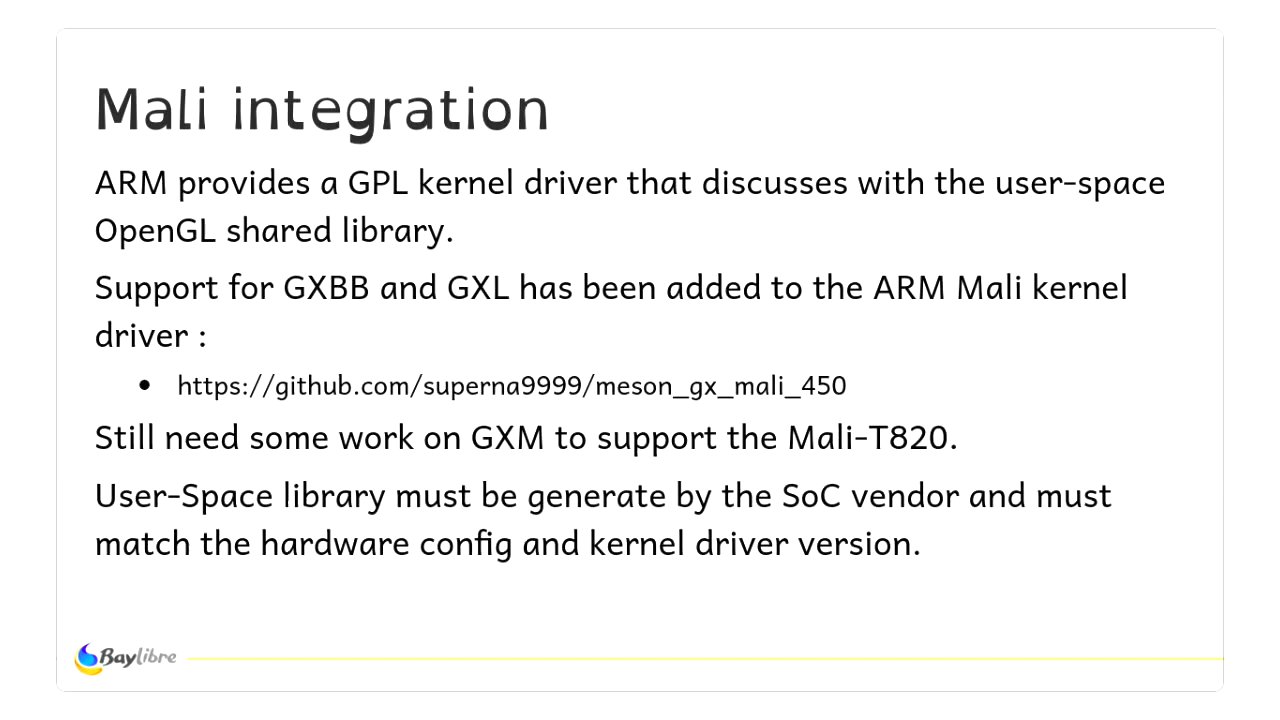 Mali integration
ARM provides a GPL kernel driver that discusses with the user-space
OpenGL shared library.
Support for GXBB and GXL has been added to the ARM Mali kernel
driver :
• https://github.com/superna9999/meson_gx_mali_450
Still need some work on GXM to support the Mali-T820.
User-Space library must be generate by the SoC vendor and must
match the hardware config and kernel driver version.
Baylibre